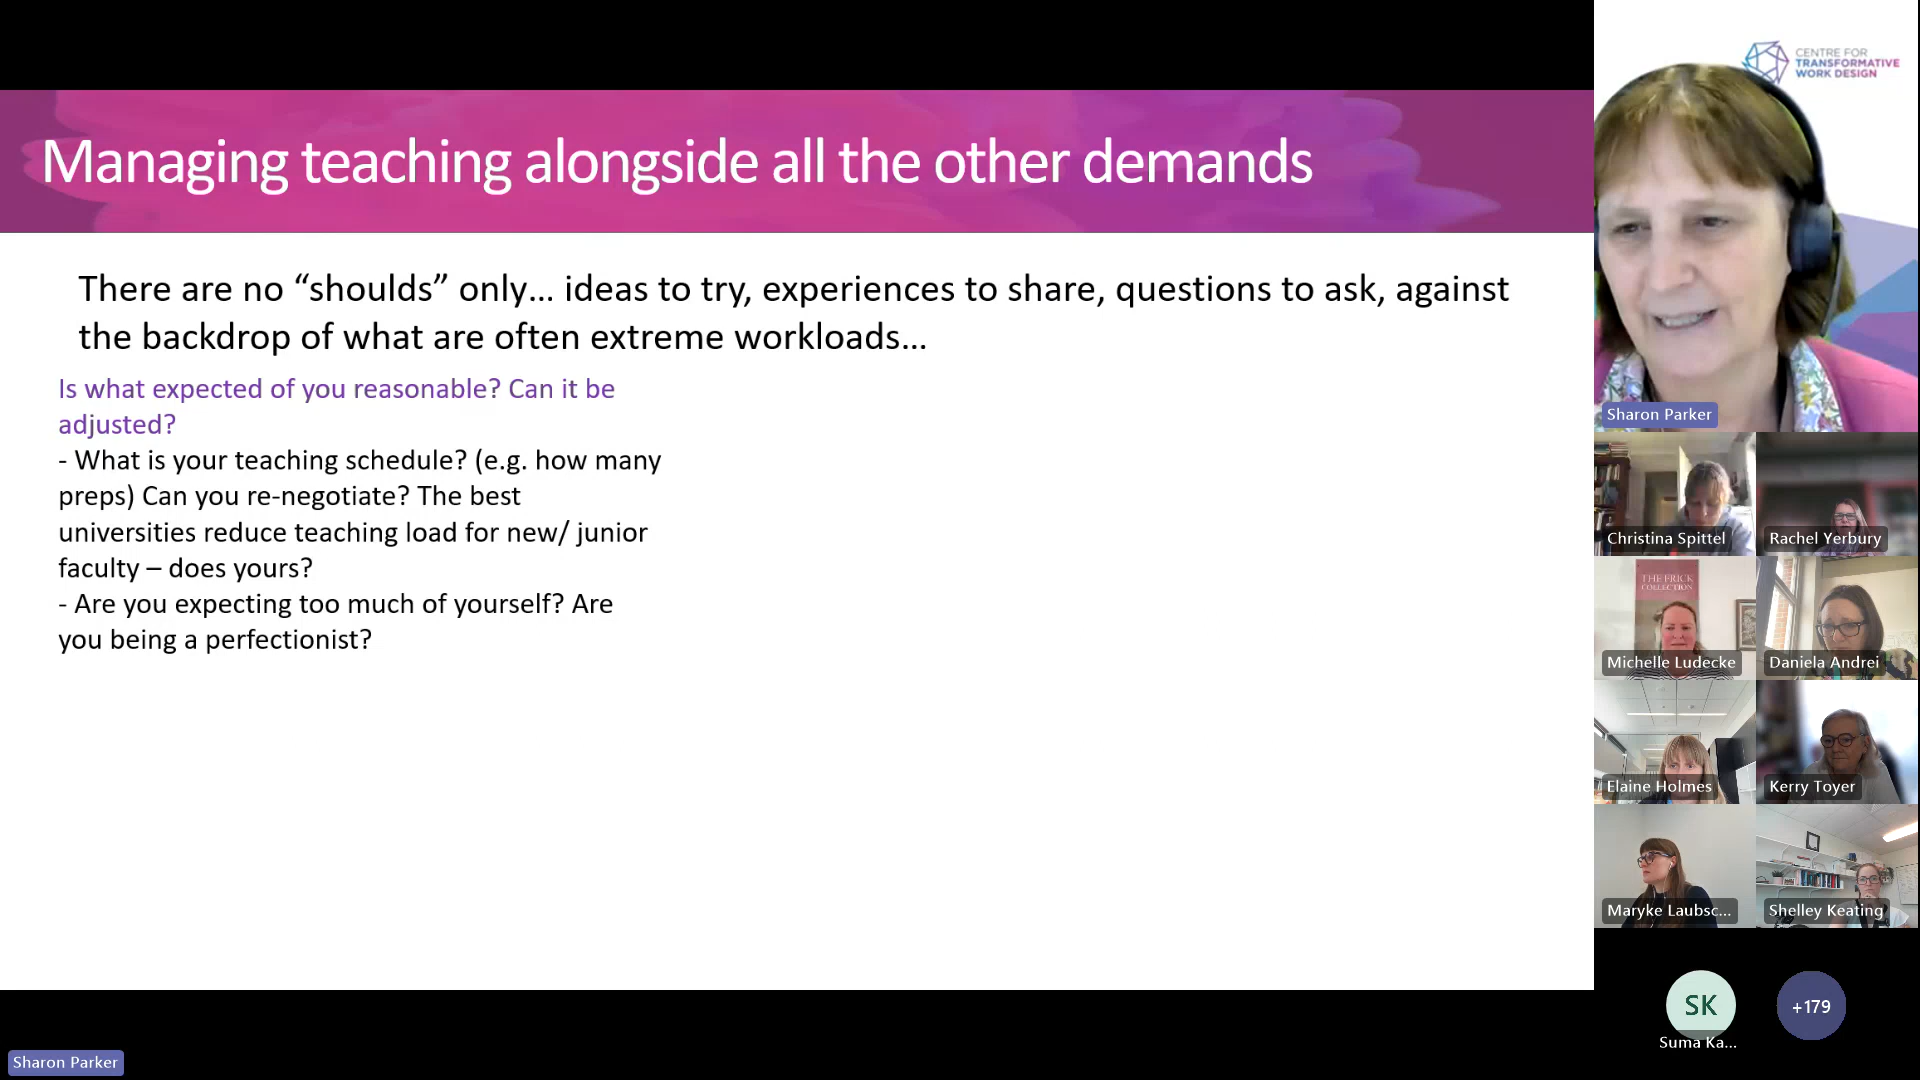 Managing teaching alongside all the other demands
There are no “shoulds” only... ideas to try, experiences to share, questions to ask, against
the backdrop of what are often extreme workloads...
Is what expected of you reasonable? Can it be
adjusted?
- What is your teaching schedule? (e.g. how many
preps) Can you re-negotiate? The best
universities reduce teaching load for new/ junior
faculty – does yours?
- Are you expecting too much of yourself? Are
you being a perfectionist?
Sharon Parker
CENTRE FOR
TRANSFORMATIVE
WORK DESIGN
Sharon Parker
Christina Spittel
Rachel Yerbury
THE FRICK
COLLECTION
Michelle Ludecke
Daniela Andrei
Elaine Holmes
Kerry Toyer
Maryke Laubsc...
Shelley Keating
SK
+179
Suma Ka...